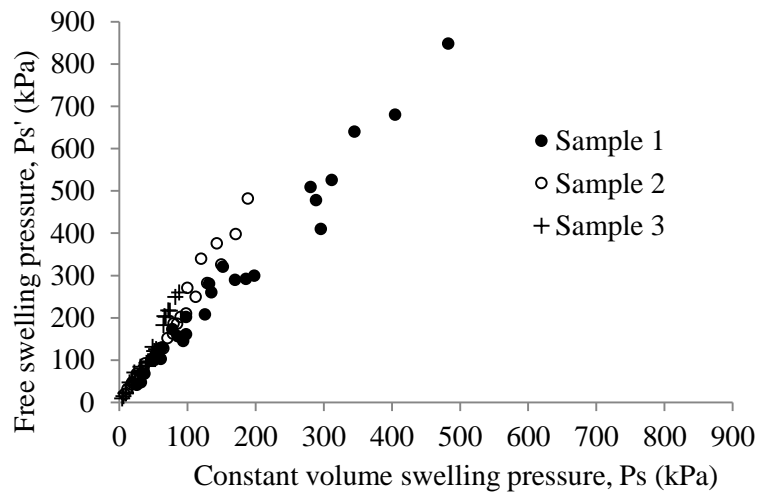 900
800
700
600
500
400
300
200
100
0
Free swelling pressure, Ps' (kPa)
Sample 1
Sample 2
Sample 3
0 100 200 300 400 500 600 700 800 900
Constant volume swelling pressure, Ps (kPa)